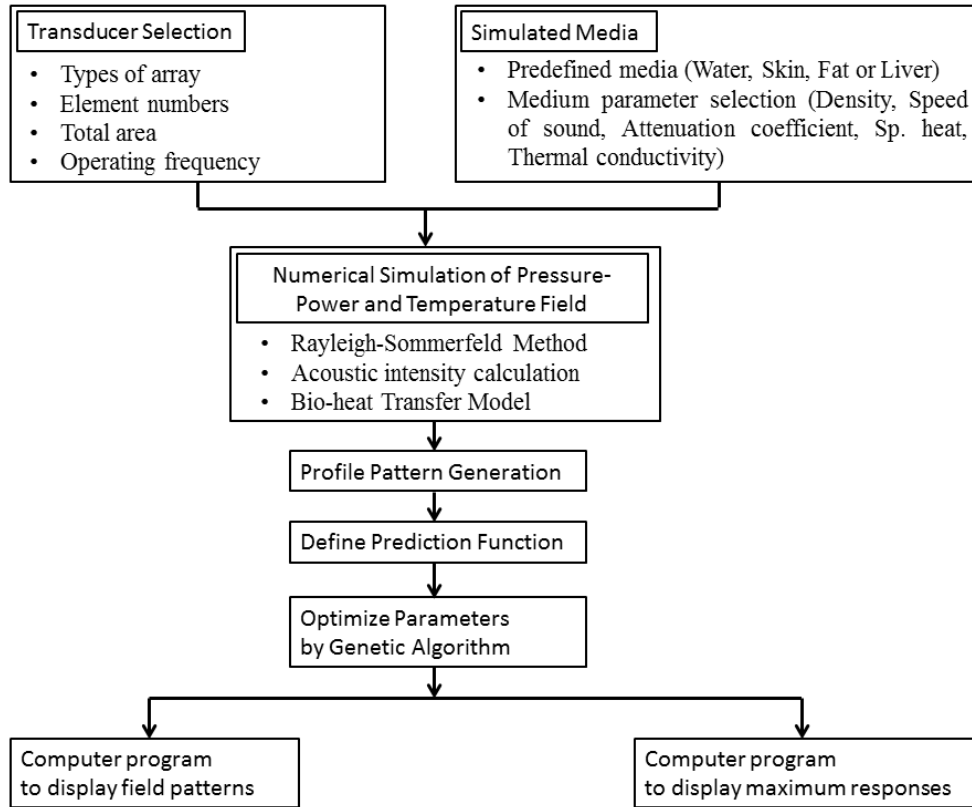 Transducer Selection
• Types of array
• Element numbers
• Total area
• Operating frequency
Simulated Media
• Predefined media (Water, Skin, Fat or Liver)
• Medium parameter selection (Density, Speed
of sound, Attenuation coefficient, Sp. heat,
Thermal conductivity)
Numerical Simulation of Pressure-
Power and Temperature Field
• Rayleigh-Sommerfeld Method
• Acoustic intensity calculation
• Bio-heat Transfer Model
Profile Pattern Generation
Define Prediction Function
Optimize Parameters
by Genetic Algorithm
Computer program
to display field patterns
Computer program
to display maximum responses